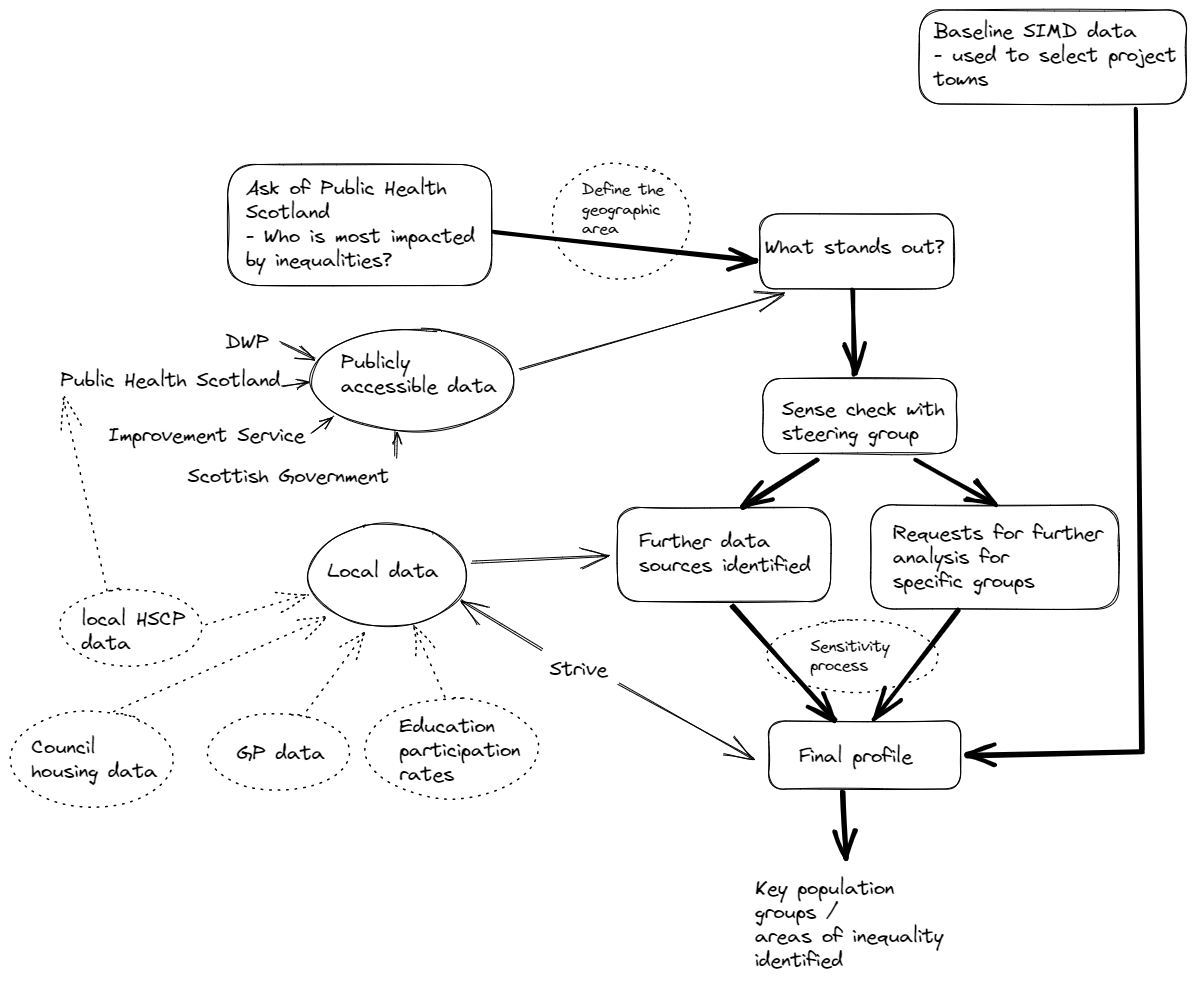 Baseline SIMD data
- used to select project
towns
Ask of Public Health
Scotland
- Who is most impacted
by inequalities?
Define the
geographic
area
What stands out?
DWP
Public Health Scotland
Improvement Service
Scottish Government
Publicly
accessible data
Sense check with
steering group
Further data
sources identified
Requests for further
analysis for
specific groups
Local data
local HSCP
data
Strive
Sensitivity
process
Council
housing data
GP data
Education
participation
rates
Final profile
Key population
groups /
areas of inequality
identified